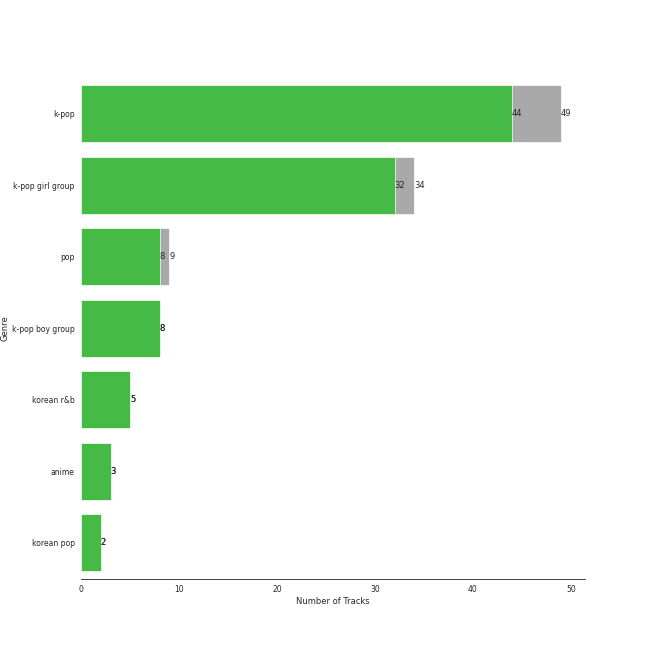 k-pop 44 49
k-pop girl group 32 34
pop 8 9
k-pop boy group 8
korean r&b 5
anime 3
korean pop 2
Genre
0 10 20 30 40 50
Number of Tracks